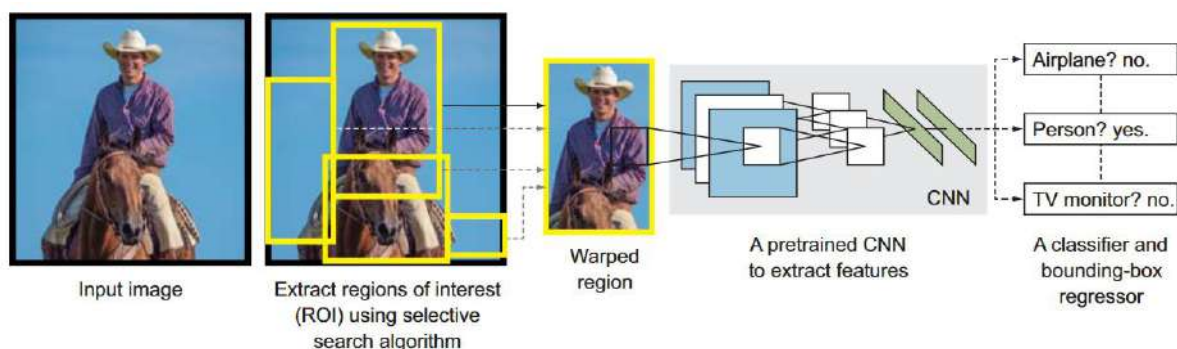 Input image
Extract regions of interest
(ROI) using selective
search algorithm
Warped
region
CNN
A pretrained CNN
to extract features
Airplane? no.
Person? yes.
TV monitor? no.
A classifier and
bounding-box
regressor